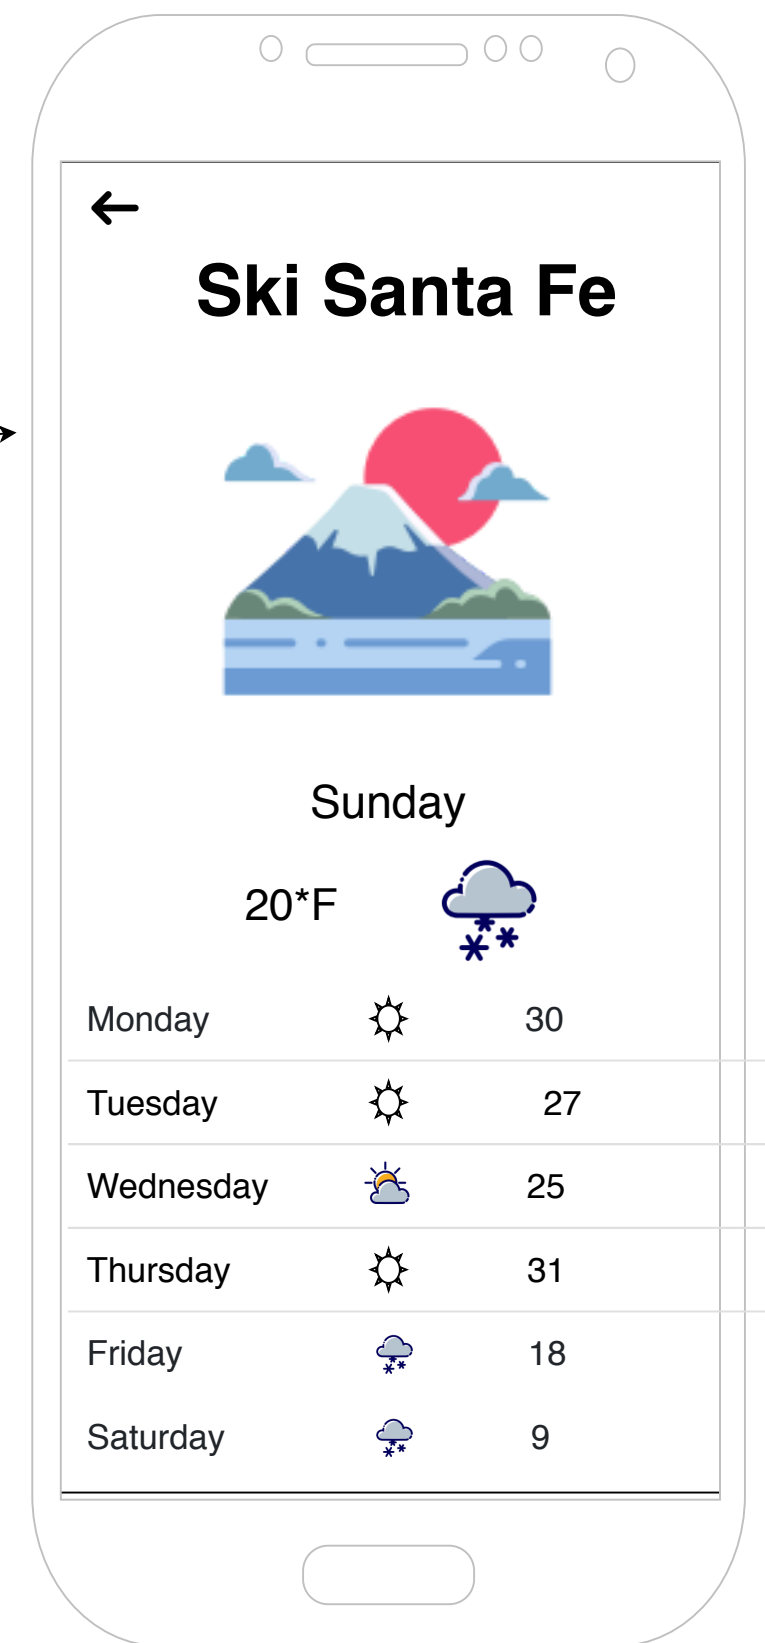 Ski Santa Fe
Sunday
20*F
Monday 30
Tuesday 27
Wednesday 25
Thursday 31
Friday 18
Saturday 9